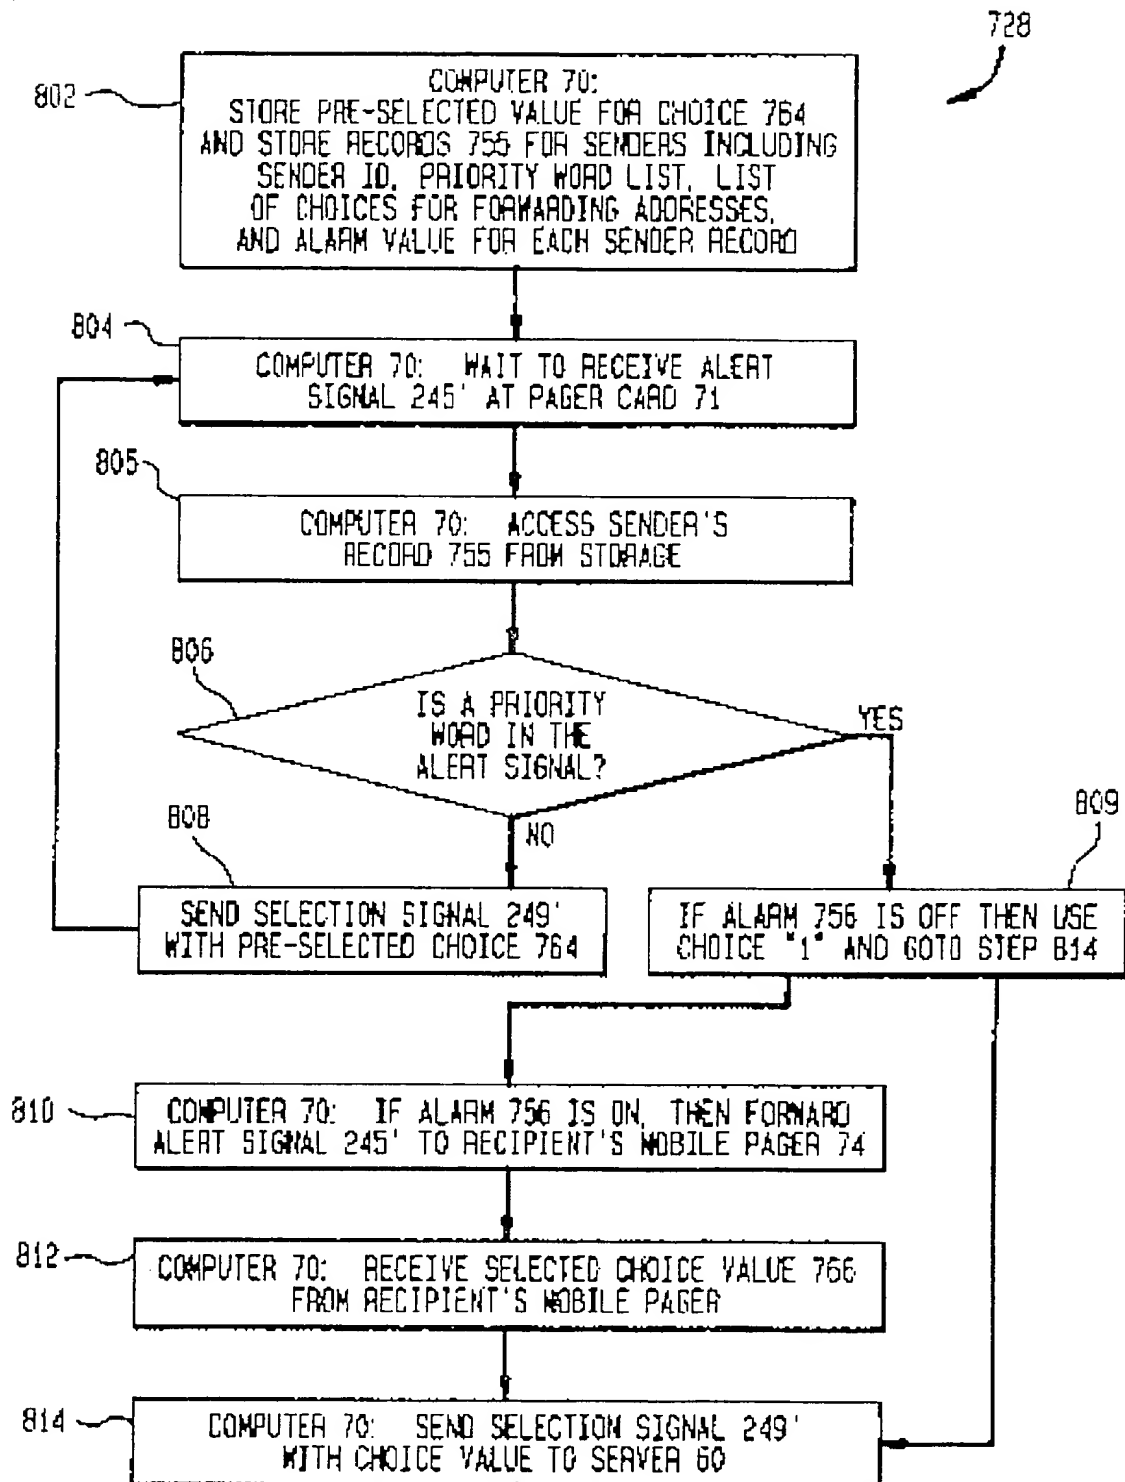 728
802
COMPUTER 70:
STORE PRE-SELECTED VALUE FOR CHOICE 764
AND STORE RECORDS 755 FOR SENDERS INCLUDING
SENDER ID, PRIORITY WORD LIST, LIST
OF CHOICES FOR FORWARDING ADDRESSES,
AND ALARM VALUE FOR EACH SENDER RECORD
804
COMPUTER 70: WAIT TO RECEIVE ALERT
SIGNAL 245' AT PAGER CARD 71
805
COMPUTER 70: ACCESS SENDER'S
RECORD 755 FROM STORAGE
806
IS A PRIORITY
WORD IN THE
ALERT SIGNAL?
YES
NO
808
SEND SELECTION SIGNAL 249'
WITH PRE-SELECTED CHOICE 764
809
IF ALARM 756 IS OFF THEN USE
CHOICE "1" AND GOTO STEP 814
810
COMPUTER 70: IF ALARM 756 IS ON, THEN FORWARD
ALERT SIGNAL 245' TO RECIPIENT'S MOBILE PAGER 74
812
COMPUTER 70: RECEIVE SELECTED CHOICE VALUE 766
FROM RECIPIENT'S MOBILE PAGER
814
COMPUTER 70: SEND SELECTION SIGNAL 249'
WITH CHOICE VALUE TO SERVER 60